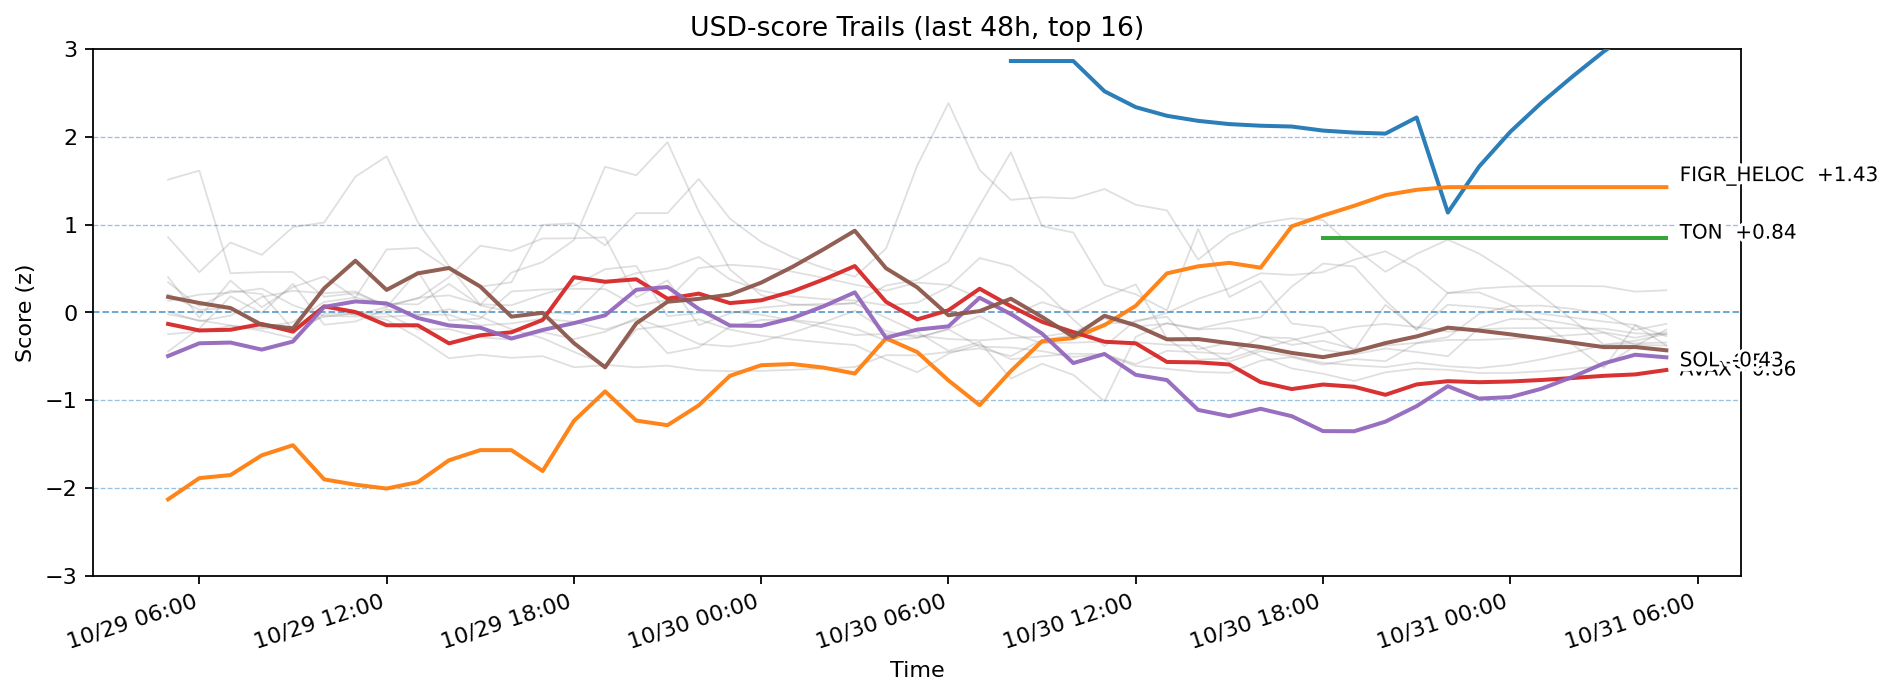 USD-score Trails (last 48h, top 16)
Score (z)
3
2
1
0
−1
−2
−3
FIGR_HELOC +1.43
TON +0.84
SOL -0.43
10/29 06:00
10/29 12:00
10/29 18:00
10/30 00:00
10/30 06:00
10/30 12:00
10/30 18:00
10/31 00:00
10/31 06:00
Time